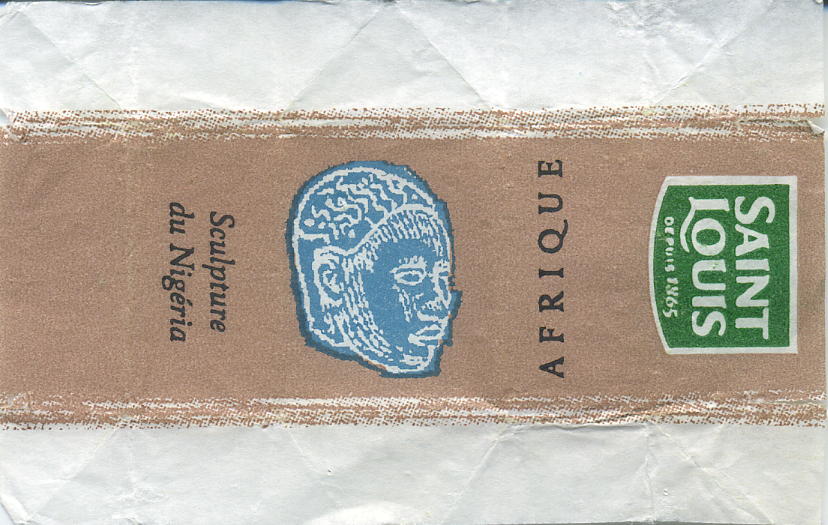 SAINT
LOUIS
DEPUIS 1865
AFRIQUE
Sculpture
du Nigéria